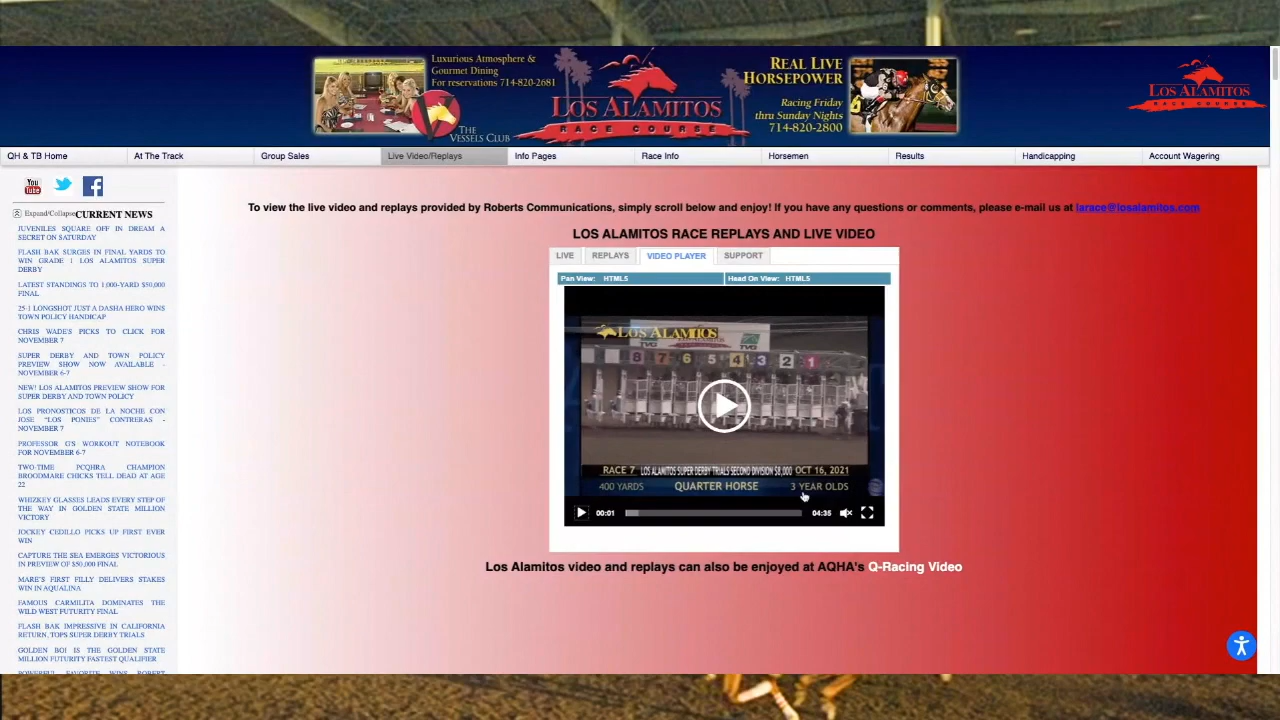 Luxurious Atmosphere &
Gourmet Dining
For reservations 714-820-2681
THE
VESSELS CLUB
LOS ALAMITOS
RACE COURSE
REAL LIVE
HORSEPOWER
Racing Friday
thru Sunday Nights
714-820-2800
LOS ALAMITOS
RACE COURSE
QH & TB Home
At The Track
Group Sales
Live Video/Replays
Info Pages
Race Info
Horsemen
Results
Handicapping
Account Wagering
You Tube
Expand/Collapse CURRENT NEWS
JUVENILES SQUARE OFF IN DREAM A
SECRET ON SATURDAY
FLASH BAK SURGES IN FINAL YARDS TO
WIN GRADE 1 LOS ALAMITOS SUPER
DERBY
LATEST STANDINGS TO 1,000-YARD $50,000
FINAL
25-1 LONGSHOT JUST A DASHA HERO WINS
TOWN POLICY HANDICAP
CHRIS WADE'S PICKS TO CLICK FOR
NOVEMBER 7
SUPER DERBY AND TOWN POLICY
PREVIEW SHOW NOW AVAILABLE -
NOVEMBER 6-7
NEW! LOS ALAMITOS PREVIEW SHOW FOR
SUPER DERBY AND TOWN POLICY
LOS PRONOSTICOS DE LA NOCHE CON
JOSE "LOS PONIES" CONTRERAS -
NOVEMBER 7
PROFESSOR G'S WORKOUT NOTEBOOK
FOR NOVEMBER 6-7
TWO-TIME PCQHRA CHAMPION
BROODMARE CHICKS TELL DEAD AT AGE
22
WHIZKEY GLASSES LEADS EVERY STEP OF
THE WAY IN GOLDEN STATE MILLION
VICTORY
JOCKEY CEDILLO PICKS UP FIRST EVER
WIN
CAPTURE THE SEA EMERGES VICTORIOUS
IN PREVIEW OF $50,000 FINAL
MARE'S FIRST FILLY DELIVERS STAKES
WIN IN AQUALINA
FAMOUS CARMILITA DOMINATES THE
WILD WEST FUTURITY FINAL
FLASH BAK IMPRESSIVE IN CALIFORNIA
RETURN, TOPS SUPER DERBY TRIALS
GOLDEN BOI IS THE GOLDEN STATE
MILLION FUTURITY FASTEST QUALIFIER
POWERFUL FAVORITE WINS ROBERT
To view the live video and replays provided by Roberts Communications, simply scroll below and enjoy! If you have any questions or comments, please e-mail us at larace@losalamitos.com
LOS ALAMITOS RACE REPLAYS AND LIVE VIDEO
LIVE
REPLAYS
VIDEO PLAYER
SUPPORT
Pan View: HTML5
Head On View: HTML5
LOS ALAMITOS
TVG TVG
8 7 6 5 4 3 2 1
RACE 7 LOS ALAMITOS SUPER DERBY TRIALS SECOND DIVISION $8,000 OCT 16, 2021
400 YARDS QUARTER HORSE 3 YEAR OLDS
00:01
04:35
Los Alamitos video and replays can also be enjoyed at AQHA's Q-Racing Video